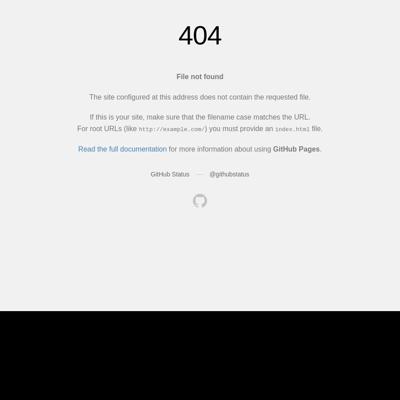 404
File not found
The site configured at this address does not contain the requested file.
If this is your site, make sure that the filename case matches the URL.
For root URLs (like http://example.com/) you must provide an index.html file.
Read the full documentation for more information about using GitHub Pages.
GitHub Status — @githubstatus